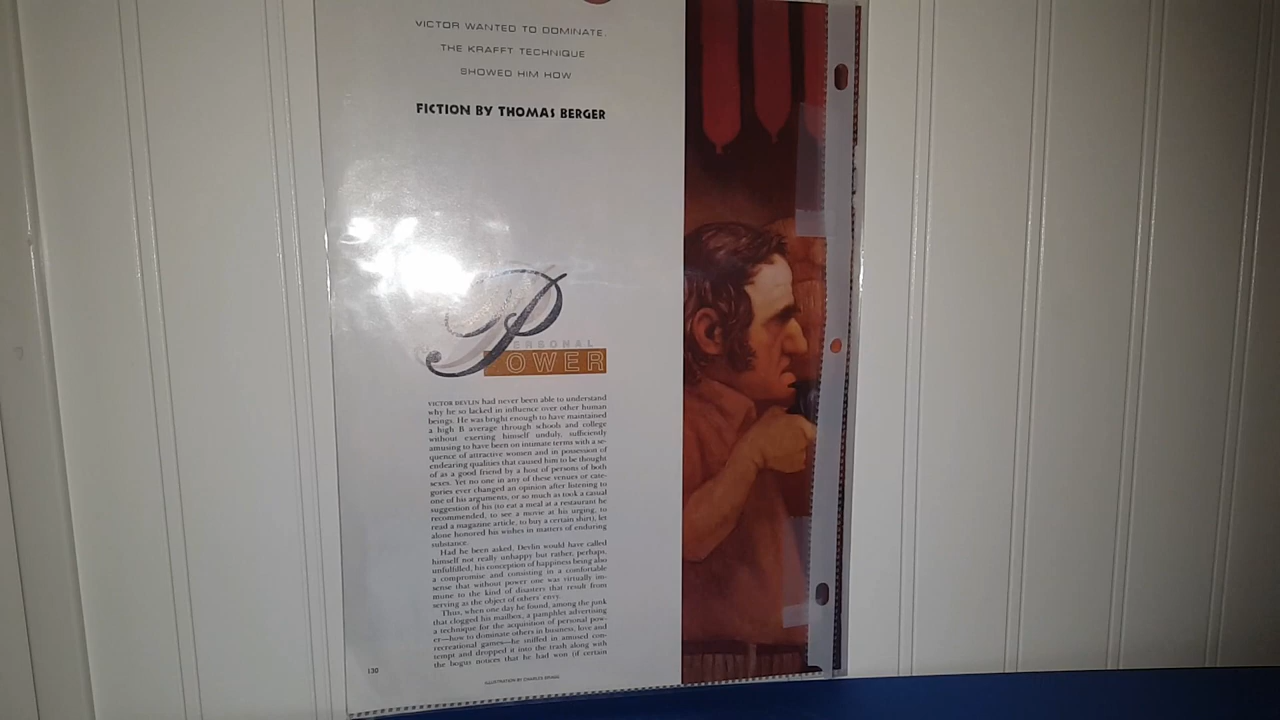 VICTOR WANTED TO DOMINATE.
THE KRAFFT TECHNIQUE
SHOWED HIM HOW
FICTION BY THOMAS BERGER
PERSONAL
POWER
VICTOR DEVLIN had never been able to understand
why he so lacked in influence over other human
beings. He was bright enough to have maintained
a high B average through schools and college
without exerting himself unduly, sufficiently
amusing to have been on intimate terms with a se-
quence of attractive women and in possession of
endearing qualities that caused him to be thought
of as a good friend by a host of persons of both
sexes. Yet no one in any of these venues or cate-
gories ever changed an opinion after listening to
one of his arguments, or so much as took a casual
suggestion of his (to eat a meal at a restaurant he
recommended, to see a movie at his urging, to
read a magazine article, to buy a certain shirt), let
alone honored his wishes in matters of enduring
substance.
Had he been asked, Devlin would have called
himself not really unhappy but rather, perhaps,
unfulfilled, his conception of happiness being also
a compromise and consisting in a comfortable
sense that without power one was virtually im-
mune to the kind of disasters that result from
serving as the object of others' envy.
Thus, when one day he found, among the junk
that clogged his mailbox, a pamphlet advertising
a technique for the acquisition of personal pow-
er—how to dominate others in business, love and
recreational games—he sniffed in amused con-
tempt and dropped it into the trash along with
the bogus notices that he had won (if certain
130
ILLUSTRATION BY CHARLES